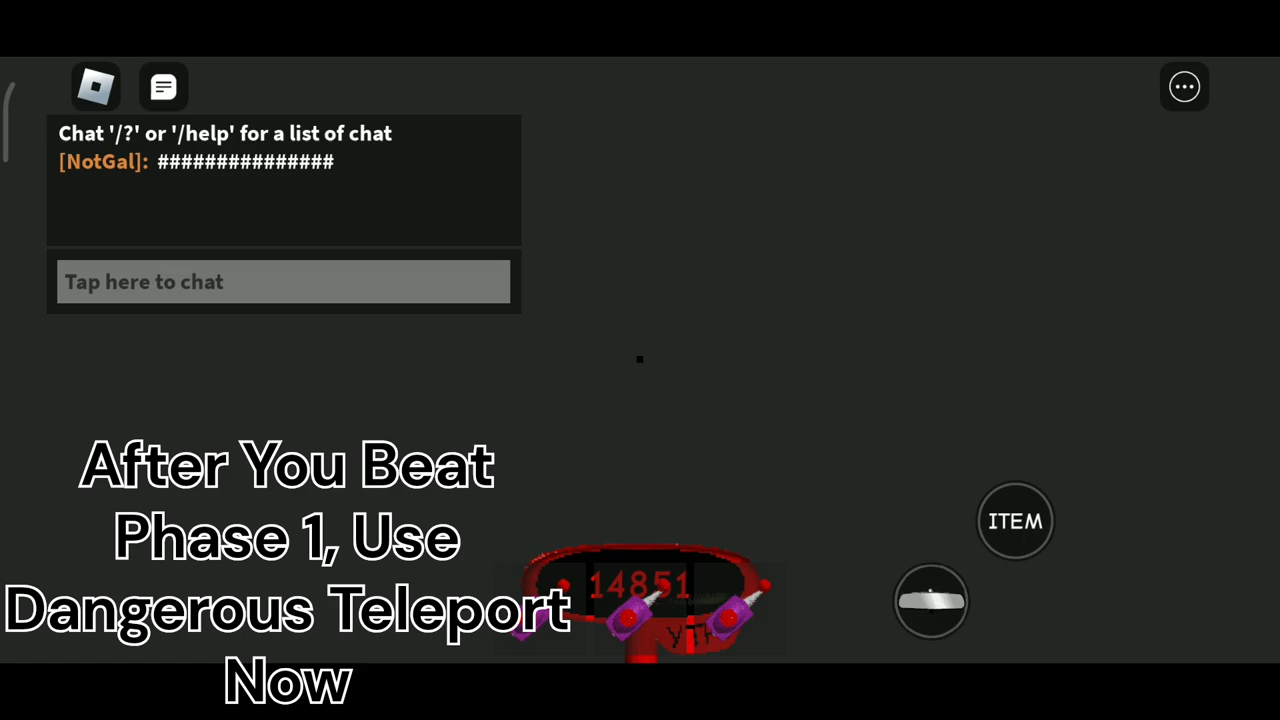 Chat '/?' or '/help' for a list of chat
[NotGal]: ###############
Tap here to chat
After You Beat
Phase 1, Use
Dangerous Teleport
Now
ITEM
14851